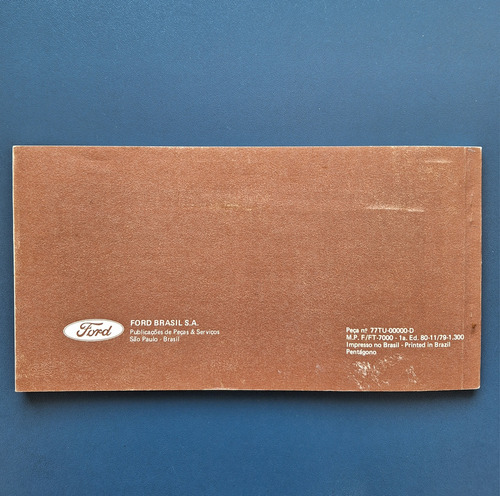 Ford
FORD BRASIL S.A.
Publicações de Peças & Serviços
São Paulo - Brasil
Peça nº 77TU-00000-D
M.P. F/FT-7000 - 1a. Ed. 80-11/79-1.300
Impresso no Brasil - Printed in Brazil
Pentágono